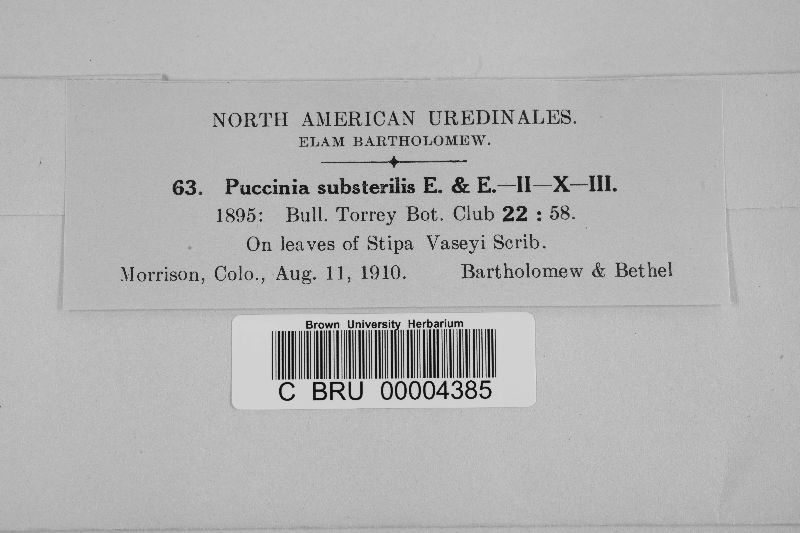 NORTH AMERICAN UREDINALES.
ELAM BARTHOLOMEW.
63. Puccinia substerilis E. & E.—II—X—III.
1895: Bull. Torrey Bot. Club 22 : 58.
On leaves of Stipa Vaseyi Scrib.
Morrison, Colo., Aug. 11, 1910. Bartholomew & Bethel
Brown University Herbarium
C BRU 00004385